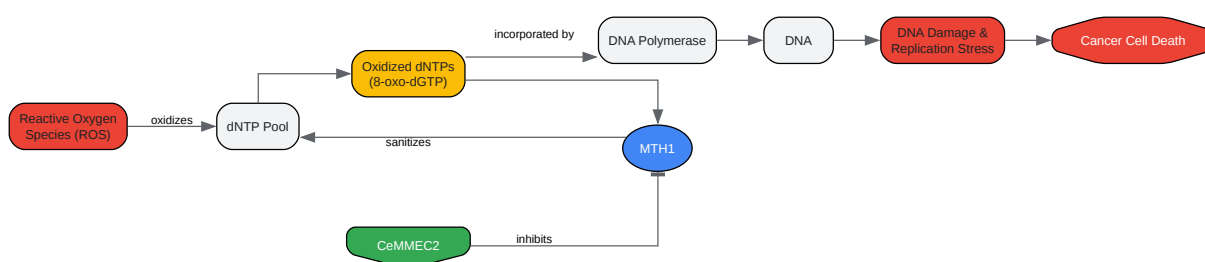 Reactive Oxygen
Species (ROS)
oxidizes
dNTP Pool
Oxidized dNTPs
(8-oxo-dGTP)
incorporated by
DNA Polymerase
DNA
DNA Damage &
Replication Stress
Cancer Cell Death
sanitizes
MTH1
CeMMEC2
inhibits